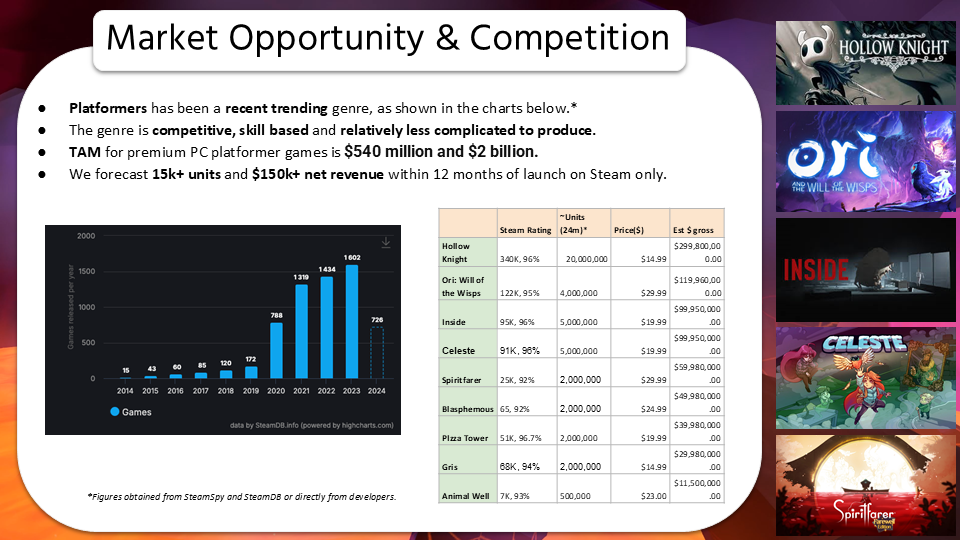 Market Opportunity & Competition
● Platformers has been a recent trending genre, as shown in the charts below.*
● The genre is competitive, skill based and relatively less complicated to produce.
● TAM for premium PC platformer games is $540 million and $2 billion.
● We forecast 15k+ units and $150k+ net revenue within 12 months of launch on Steam only.
Games released per year
2000
1500
1000
500
0
15
43
60
85
120
172
788
1 319
1 434
1 602
726
2014 2015 2016 2017 2018 2019 2020 2021 2022 2023 2024
Games
data by SteamDB.info (powered by highcharts.com)
*Figures obtained from SteamSpy and SteamDB or directly from developers.
Steam Rating ~Units (24m)* Price($) Est $ gross
Hollow Knight 340K, 96% 20,000,000 $14.99 $299,800,000.00
Ori: Will of the Wisps 122K, 95% 4,000,000 $29.99 $119,960,000.00
Inside 95K, 96% 5,000,000 $19.99 $99,950,000.00
Celeste 91K, 96% 5,000,000 $19.99 $99,950,000.00
Spiritfarer 25K, 92% 2,000,000 $29.99 $59,980,000.00
Blasphemous 65, 92% 2,000,000 $24.99 $49,980,000.00
Pizza Tower 51K, 96.7% 2,000,000 $19.99 $39,980,000.00
Gris 68K, 94% 2,000,000 $14.99 $29,980,000.00
Animal Well 7K, 93% 500,000 $23.00 $11,500,000.00
HOLLOW KNIGHT
ori
AND THE WILL OF THE WISPS
INSIDE
CELESTE
Spiritfarer
Farewell
Edition